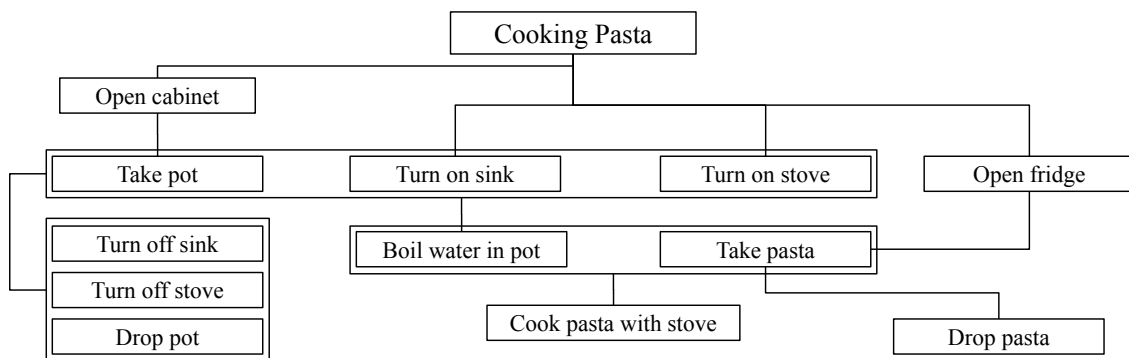 Cooking Pasta
Open cabinet
Take pot
Turn on sink
Turn on stove
Open fridge
Turn off sink
Boil water in pot
Take pasta
Turn off stove
Cook pasta with stove
Drop pot
Drop pasta